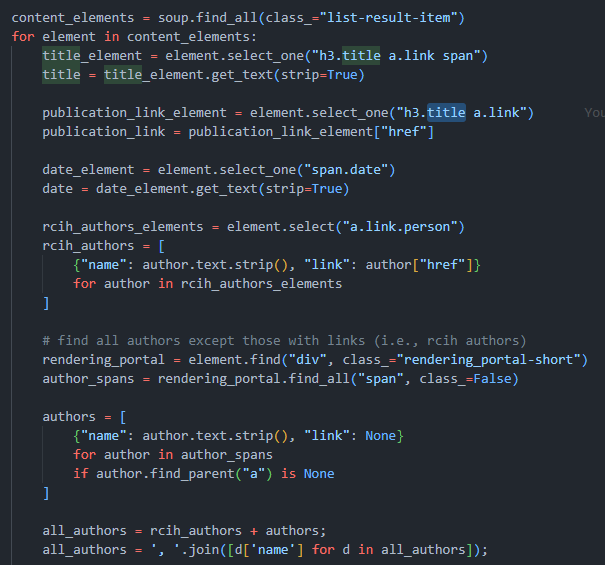 content_elements = soup.find_all(class_="list-result-item")
for element in content_elements:
    title_element = element.select_one("h3.title a.link span")
    title = title_element.get_text(strip=True)

    publication_link_element = element.select_one("h3.title a.link") You
    publication_link = publication_link_element["href"]

    date_element = element.select_one("span.date")
    date = date_element.get_text(strip=True)

    rcih_authors_elements = element.select("a.link.person")
    rcih_authors = [
        {"name": author.text.strip(), "link": author["href"]}
        for author in rcih_authors_elements
    ]

    # find all authors except those with links (i.e., rcih authors)
    rendering_portal = element.find("div", class_="rendering_portal-short")
    author_spans = rendering_portal.find_all("span", class_=False)

    authors = [
        {"name": author.text.strip(), "link": None}
        for author in author_spans
        if author.find_parent("a") is None
    ]

    all_authors = rcih_authors + authors;
    all_authors = ', '.join([d['name'] for d in all_authors]);